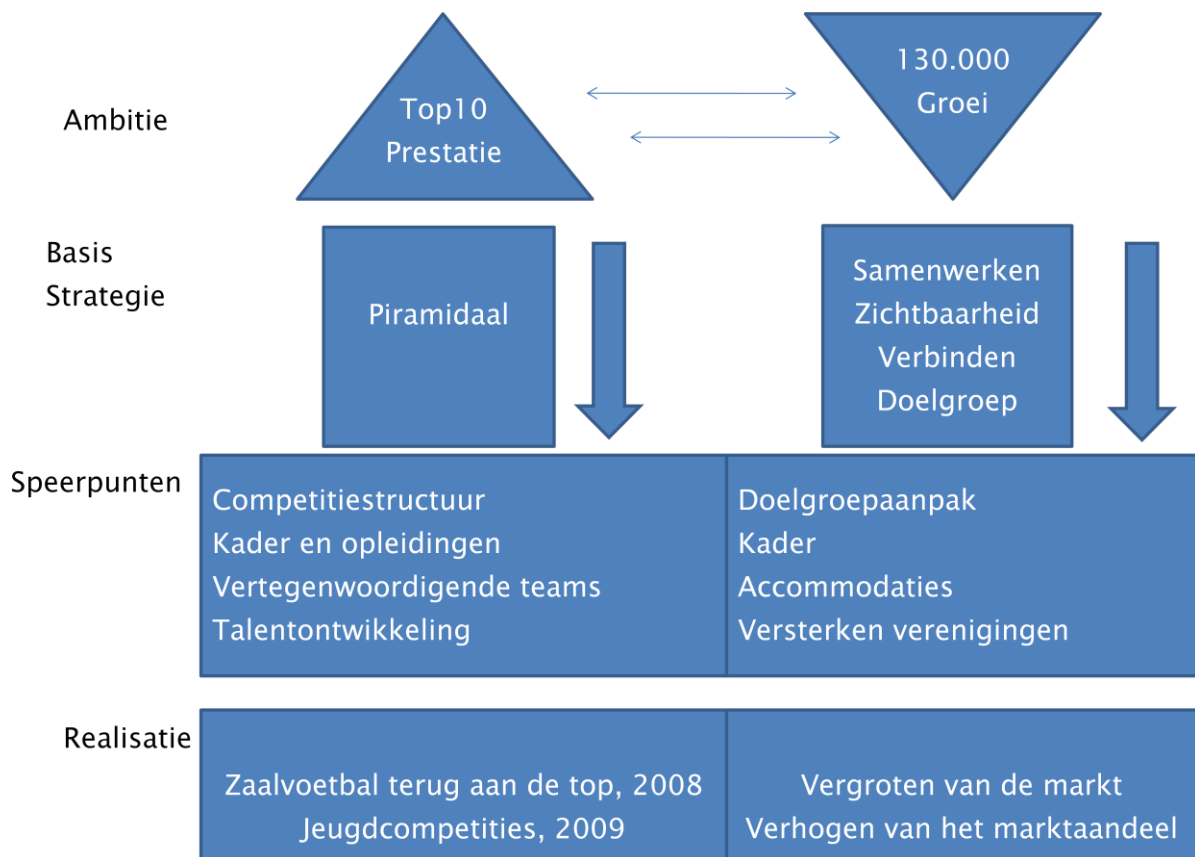 Ambitie
Top10
Prestatie
130.000
Groei
Basis
Strategie
Piramidaal
Samenwerken
Zichtbaarheid
Verbinden
Doelgroep
Speerpunten
Competitiestructuur
Kader en opleidingen
Vertegenwoordigende teams
Talentontwikkeling
Doelgroepaanpak
Kader
Accommodaties
Versterken verenigingen
Realisatie
Zaalvoetbal terug aan de top, 2008
Jeugdcompetities, 2009
Vergroten van de markt
Verhogen van het marktaandeel